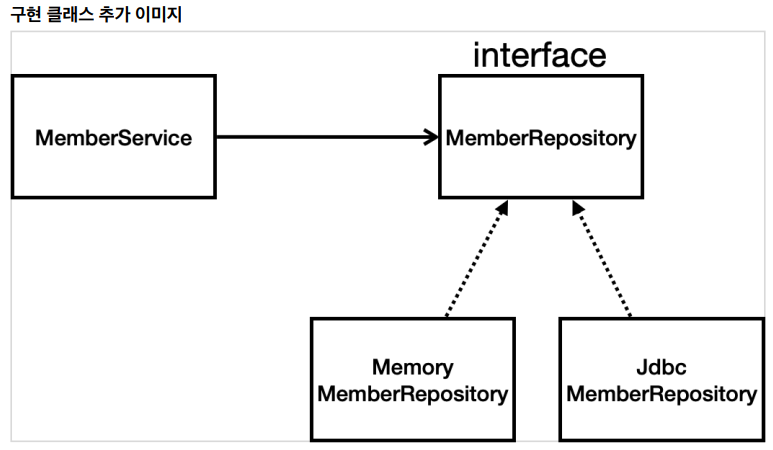 구현 클래스 추가 이미지
interface
MemberService
MemberRepository
Memory
MemberRepository
Jdbc
MemberRepository